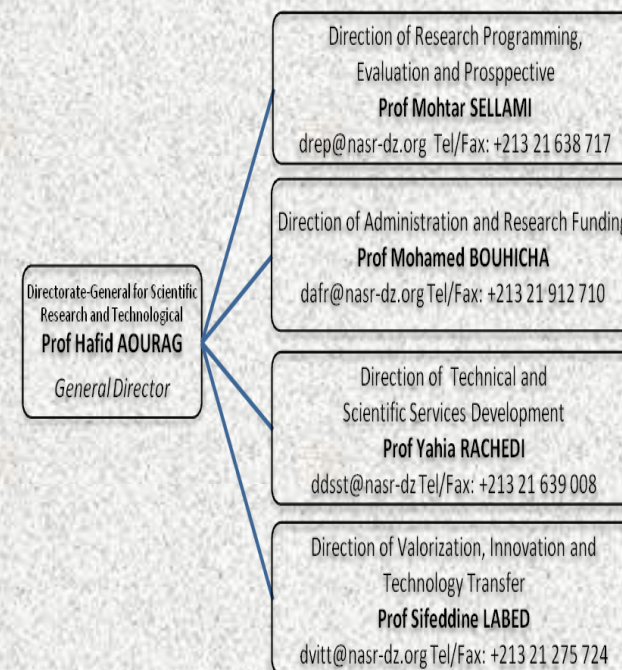 Direction of Research Programming,
Evaluation and Prosppective
Prof Mohtar SELLAMI
drep@nasr-dz.org Tel/Fax: +213 21 638 717
Direction of Administration and Research Funding
Prof Mohamed BOUHICHA
dafr@nasr-dz.org Tel/Fax: +213 21 912 710
Directorate-General for Scientific
Research and Technological
Prof Hafid AOURAG
General Director
Direction of Technical and
Scientific Services Development
Prof Yahia RACHEDI
ddsst@nasr-dz Tel/Fax: +213 21 639 008
Direction of Valorization, Innovation and
Technology Transfer
Prof Sifeddine LABED
dvitt@nasr-dz.org Tel/Fax: +213 21 275 724